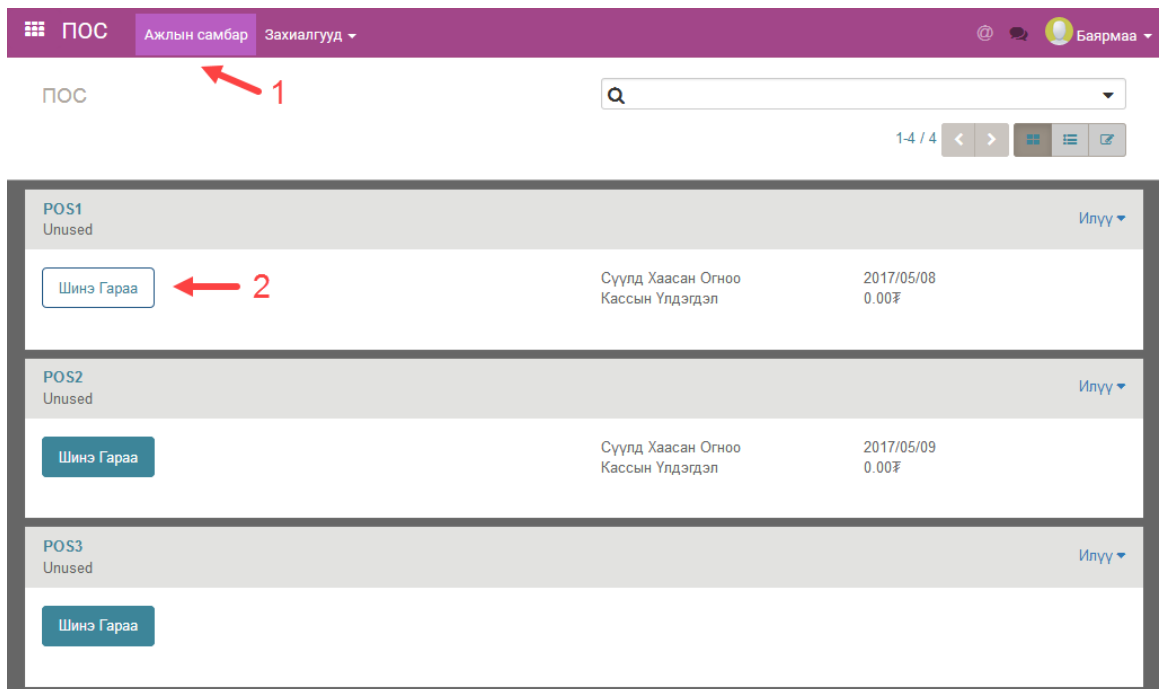 ПОС Ажлын самбар Захиалгууд @ Баярмаа
1
ПОС
1-4 / 4
POS1
Unused
Илүү
Шинэ Гараа
2
Сүүлд Хаасан Огноо 2017/05/08
Кассын Үлдэгдэл 0.00₮
POS2
Unused
Илүү
Шинэ Гараа
Сүүлд Хаасан Огноо 2017/05/09
Кассын Үлдэгдэл 0.00₮
POS3
Unused
Илүү
Шинэ Гараа